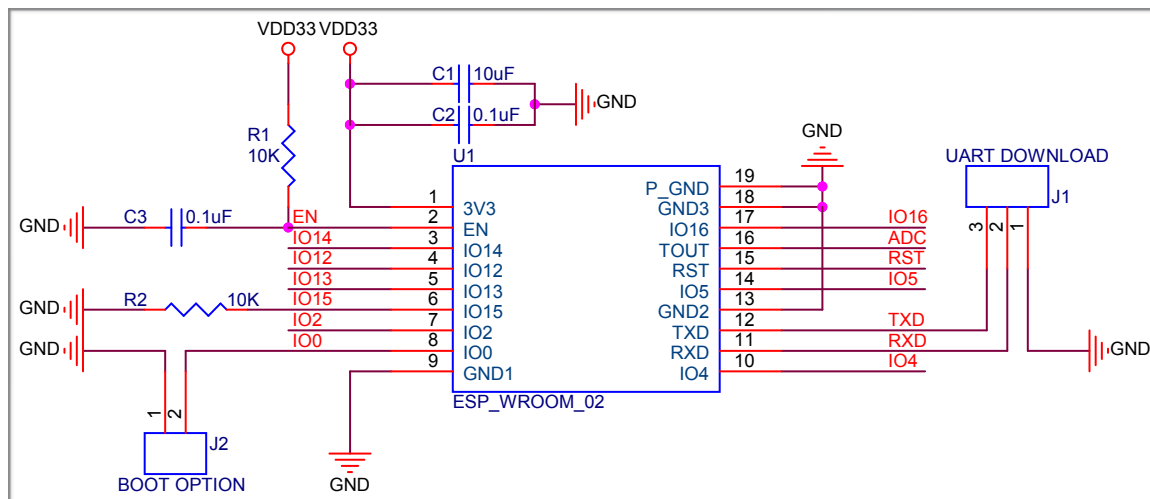 VDD33 VDD33
C1 10uF
GND
C2 0.1uF
R1
10K
U1
GND
UART DOWNLOAD
J1
3 2 1
C3 0.1uF
GND
EN
IO14
IO12
IO13
IO15
IO2
IO0
GND R2 10K
GND
1 3V3
2 EN
3 IO14
4 IO12
5 IO13
6 IO15
7 IO2
8 IO0
9 GND1
P_GND 19
GND3 18
IO16 17 IO16
TOUT 16 ADC
RST 15 RST
IO5 14 IO5
GND2 13
TXD 12 TXD
RXD 11 RXD
IO4 10 IO4
GND
ESP_WROOM_02
1 2
J2
BOOT OPTION
GND